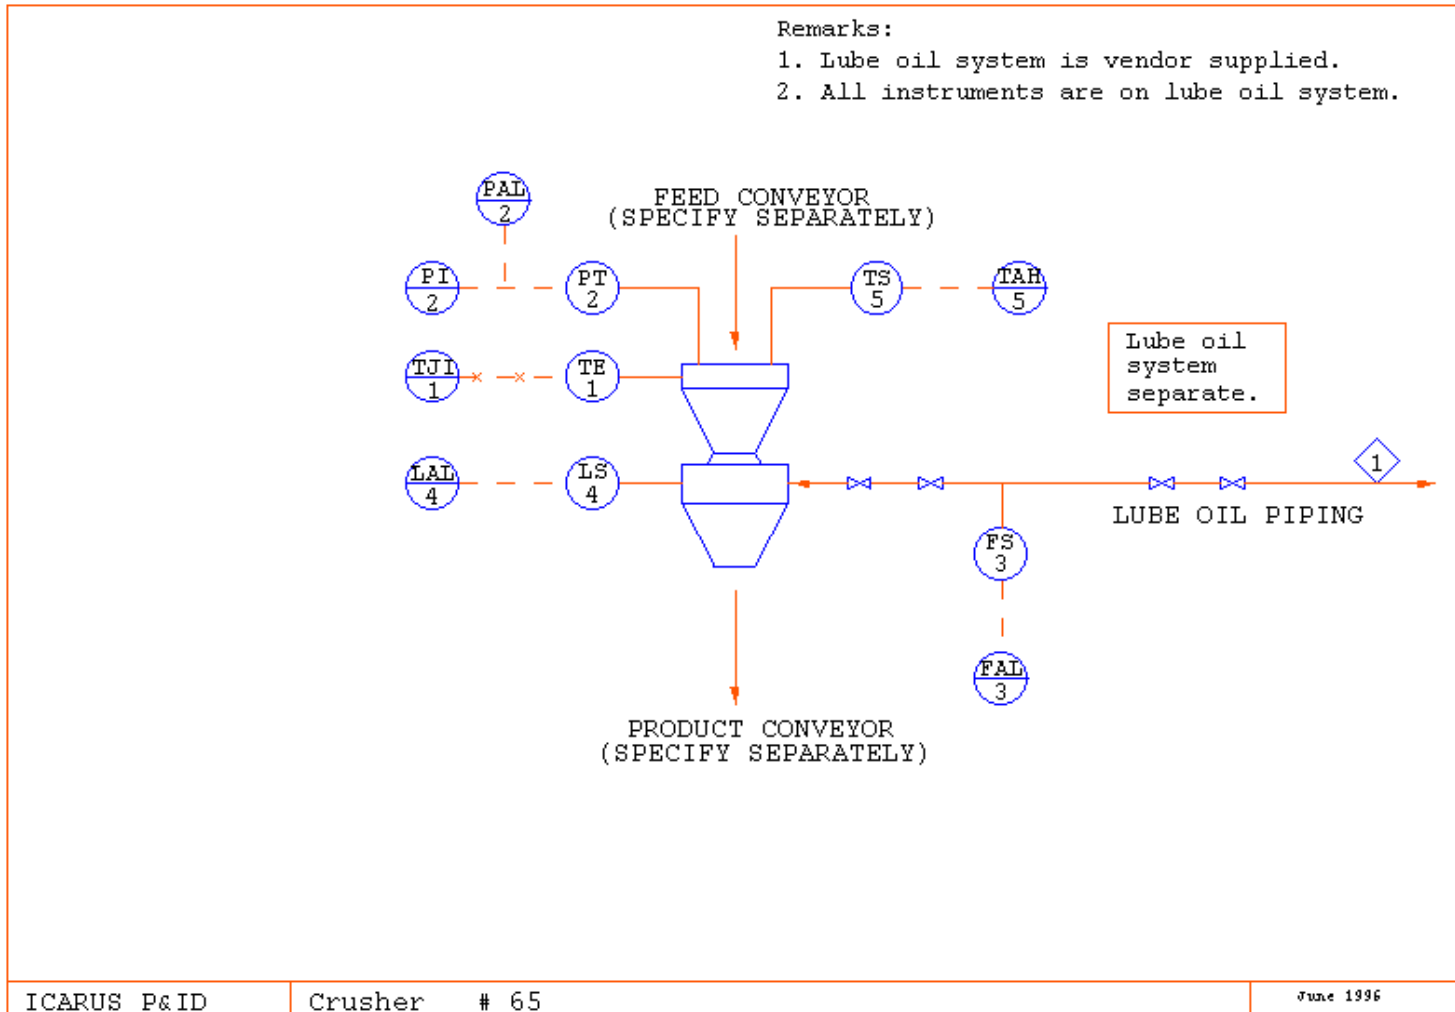 Remarks:
1. Lube oil system is vendor supplied.
2. All instruments are on lube oil system.
PAL
2
FEED CONVEYOR
(SPECIFY SEPARATELY)
PI
2
PT
2
TS
5
TAH
5
Lube oil
system
separate.
TJI
1
TE
1
LAL
4
LS
4
1
LUBE OIL PIPING
FS
3
FAL
3
PRODUCT CONVEYOR
(SPECIFY SEPARATELY)
ICARUS P&ID
Crusher # 65
June 1996